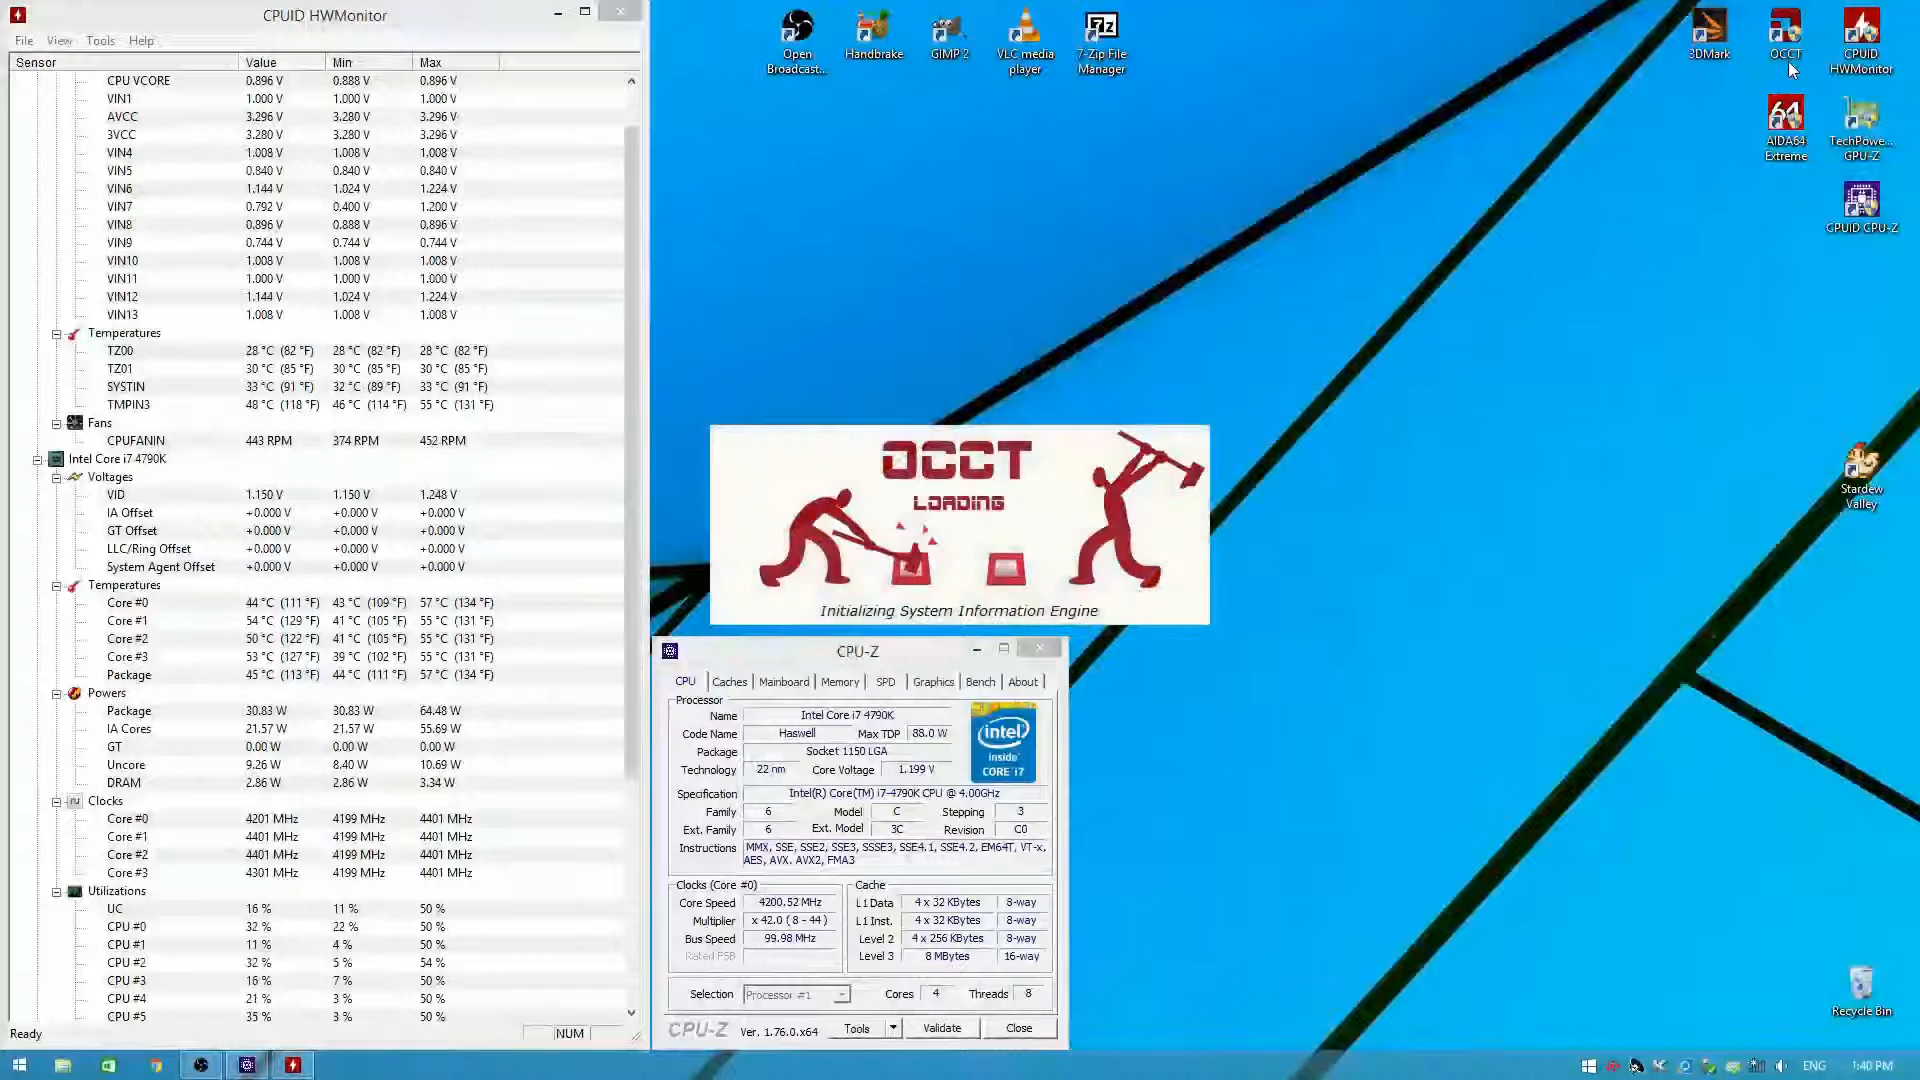 CPUID HWMonitor
File View Tools Help
Sensor Value Min Max
CPU VCORE 0.896 V 0.888 V 0.896 V
VIN1 1.000 V 1.000 V 1.000 V
AVCC 3.296 V 3.280 V 3.296 V
3VCC 3.280 V 3.280 V 3.296 V
VIN4 1.008 V 1.008 V 1.008 V
VIN5 0.840 V 0.840 V 0.840 V
VIN6 1.144 V 1.024 V 1.224 V
VIN7 0.792 V 0.400 V 1.200 V
VIN8 0.896 V 0.888 V 0.896 V
VIN9 0.744 V 0.744 V 0.744 V
VIN10 1.008 V 1.008 V 1.008 V
VIN11 1.000 V 1.000 V 1.000 V
VIN12 1.144 V 1.024 V 1.224 V
VIN13 1.008 V 1.008 V 1.008 V
Temperatures
TZ00 28 °C (82 °F) 28 °C (82 °F) 28 °C (82 °F)
TZ01 30 °C (85 °F) 30 °C (85 °F) 30 °C (85 °F)
SYSTIN 33 °C (91 °F) 32 °C (89 °F) 33 °C (91 °F)
TMPIN3 48 °C (118 °F) 46 °C (114 °F) 55 °C (131 °F)
Fans
CPUFANIN 443 RPM 374 RPM 452 RPM
Intel Core i7 4790K
Voltages
VID 1.150 V 1.150 V 1.248 V
IA Offset +0.000 V +0.000 V +0.000 V
GT Offset +0.000 V +0.000 V +0.000 V
LLC/Ring Offset +0.000 V +0.000 V +0.000 V
System Agent Offset +0.000 V +0.000 V +0.000 V
Temperatures
Core #0 44 °C (111 °F) 43 °C (109 °F) 57 °C (134 °F)
Core #1 54 °C (129 °F) 41 °C (105 °F) 55 °C (131 °F)
Core #2 50 °C (122 °F) 41 °C (105 °F) 55 °C (131 °F)
Core #3 53 °C (127 °F) 39 °C (102 °F) 55 °C (131 °F)
Package 45 °C (113 °F) 44 °C (111 °F) 57 °C (134 °F)
Powers
Package 30.83 W 30.83 W 64.48 W
IA Cores 21.57 W 21.57 W 55.69 W
GT 0.00 W 0.00 W 0.00 W
Uncore 9.26 W 8.40 W 10.69 W
DRAM 2.86 W 2.86 W 3.34 W
Clocks
Core #0 4201 MHz 4199 MHz 4401 MHz
Core #1 4401 MHz 4199 MHz 4401 MHz
Core #2 4401 MHz 4199 MHz 4401 MHz
Core #3 4301 MHz 4199 MHz 4401 MHz
Utilizations
UC 16 % 11 % 50 %
CPU #0 32 % 22 % 50 %
CPU #1 11 % 4 % 50 %
CPU #2 32 % 5 % 54 %
CPU #3 16 % 7 % 50 %
CPU #4 21 % 3 % 50 %
CPU #5 35 % 3 % 50 %
Ready NUM
Open Broadcast...
Handbrake
GIMP 2
VLC media player
7-Zip File Manager
3DMark
OCCT
CPUID HWMonitor
64
AIDA64 Extreme
TechPowe... GPU-Z
CPUID CPU-Z
Stardew Valley
Recycle Bin
OCCT
LOADING
Initializing System Information Engine
CPU-Z
CPU Caches Mainboard Memory SPD Graphics Bench About
Processor
Name Intel Core i7 4790K
Code Name Haswell Max TDP 88.0 W
Package Socket 1150 LGA
Technology 22 nm Core Voltage 1.199 V
intel inside CORE i7
Specification Intel(R) Core(TM) i7-4790K CPU @ 4.00GHz
Family 6 Model C Stepping 3
Ext. Family 6 Ext. Model 3C Revision C0
Instructions MMX, SSE, SSE2, SSE3, SSSE3, SSE4.1, SSE4.2, EM64T, VT-x,
AES, AVX, AVX2, FMA3
Clocks (Core #0) Cache
Core Speed 4200.52 MHz L1 Data 4 x 32 KBytes 8-way
Multiplier x 42.0 ( 8 - 44 ) L1 Inst. 4 x 32 KBytes 8-way
Bus Speed 99.98 MHz Level 2 4 x 256 KBytes 8-way
Rated FSB Level 3 8 MBytes 16-way
Selection Processor #1 Cores 4 Threads 8
CPU-Z Ver. 1.76.0.x64 Tools Validate Close
ENG 1:40 PM